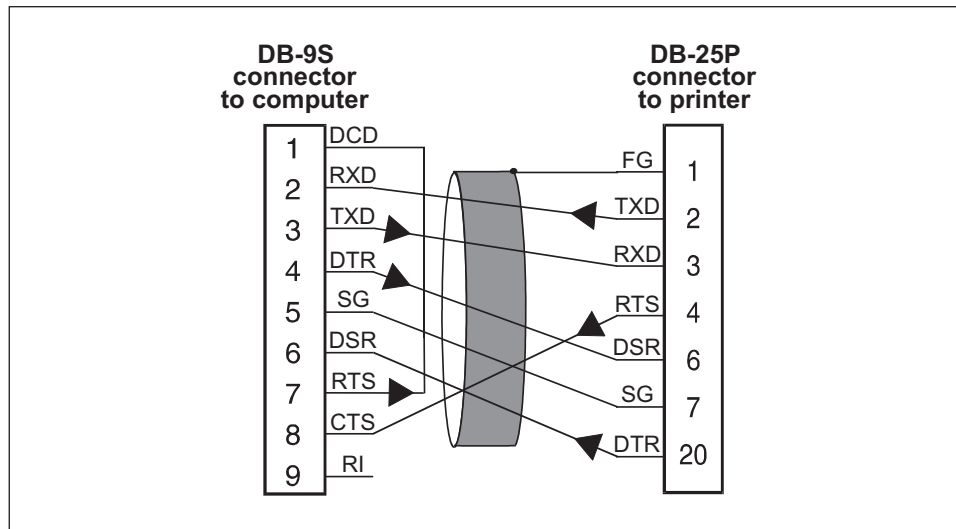 DB-9S
connector
to computer
DB-25P
connector
to printer
1 DCD
2 RXD
3 TXD
4 DTR
5 SG
6 DSR
7 RTS
8 CTS
9 RI
FG 1
TXD 2
RXD 3
RTS 4
DSR 6
SG 7
DTR 20